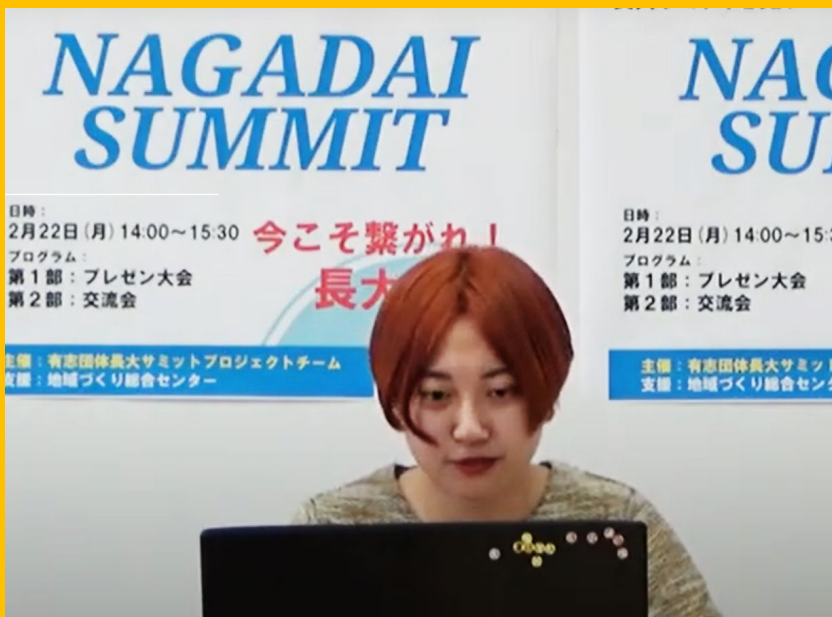 NAGADAI
SUMMIT
日時：
2月22日(月) 14:00～15:30
プログラム：
第1部：プレゼン大会
第2部：交流会
今こそ繋がれ！
長大
主催：有志団体長大サミットプロジェクトチーム
支援：地域づくり総合センター
NAG
SU
日時：
2月22日(月) 14:00～15:3
プログラム：
第1部：プレゼン大会
第2部：交流会
主催：有志団体長大サミット
支援：地域づくり総合セン